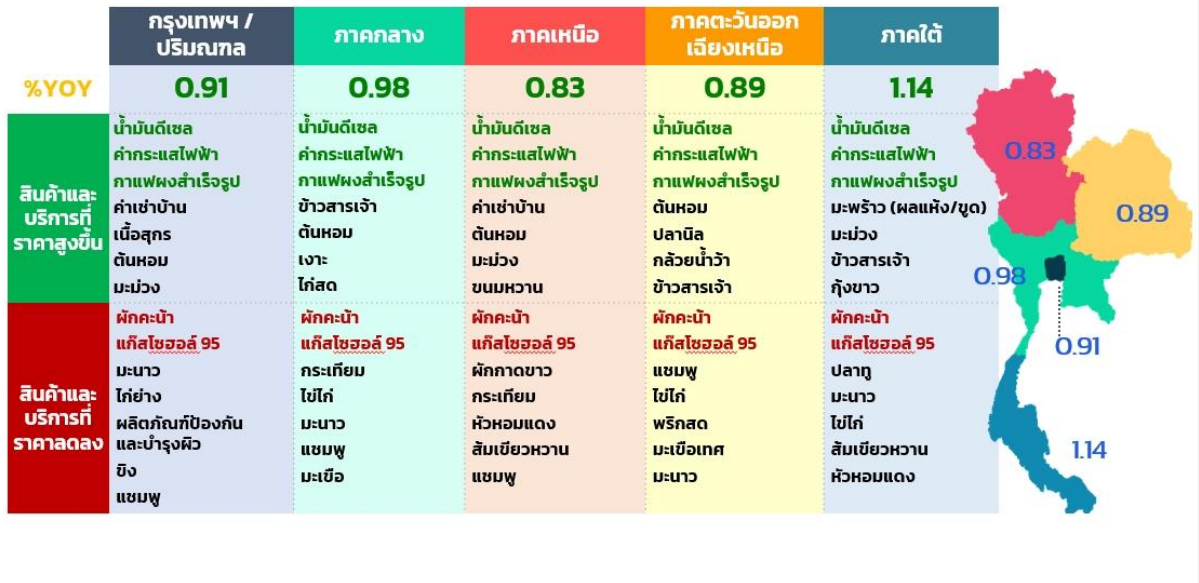 กรุงเทพฯ /
ปริมณฑล
ภาคกลาง
ภาคเหนือ
ภาคตะวันออก
เฉียงเหนือ
ภาคใต้
%YOY
0.91
0.98
0.83
0.89
1.14
สินค้าและ
บริการที่
ราคาสูงขึ้น
น้ำมันดีเซล
ค่ากระแสไฟฟ้า
กาแฟผงสำเร็จรูป
ค่าเช่าบ้าน
เนื้อสุกร
ต้นหอม
มะม่วง
น้ำมันดีเซล
ค่ากระแสไฟฟ้า
กาแฟผงสำเร็จรูป
ข้าวสารเจ้า
ต้นหอม
เงาะ
ไก่สด
น้ำมันดีเซล
ค่ากระแสไฟฟ้า
กาแฟผงสำเร็จรูป
ค่าเช่าบ้าน
ต้นหอม
มะม่วง
ขนมหวาน
น้ำมันดีเซล
ค่ากระแสไฟฟ้า
กาแฟผงสำเร็จรูป
ต้นหอม
ปลานิล
กล้วยน้ำว้า
ข้าวสารเจ้า
น้ำมันดีเซล
ค่ากระแสไฟฟ้า
กาแฟผงสำเร็จรูป
มะพร้าว (ผลแห้ง/ขูด)
มะม่วง
ข้าวสารเจ้า
กุ้งขาว
สินค้าและ
บริการที่
ราคาลดลง
ผักคะน้า
แก๊สโซฮอล์ 95
มะนาว
ไก่ย่าง
ผลิตภัณฑ์ป้องกัน
และบำรุงผิว
ขิง
แชมพู
ผักคะน้า
แก๊สโซฮอล์ 95
กระเทียม
ไข่ไก่
มะนาว
แชมพู
มะเขือ
ผักคะน้า
แก๊สโซฮอล์ 95
ผักกาดขาว
กระเทียม
หัวหอมแดง
ส้มเขียวหวาน
แชมพู
ผักคะน้า
แก๊สโซฮอล์ 95
แชมพู
ไข่ไก่
พริกสด
มะเขือเทศ
มะนาว
ผักคะน้า
แก๊สโซฮอล์ 95
ปลาทู
มะนาว
ไข่ไก่
ส้มเขียวหวาน
หัวหอมแดง
0.83
0.89
0.98
0.91
1.14